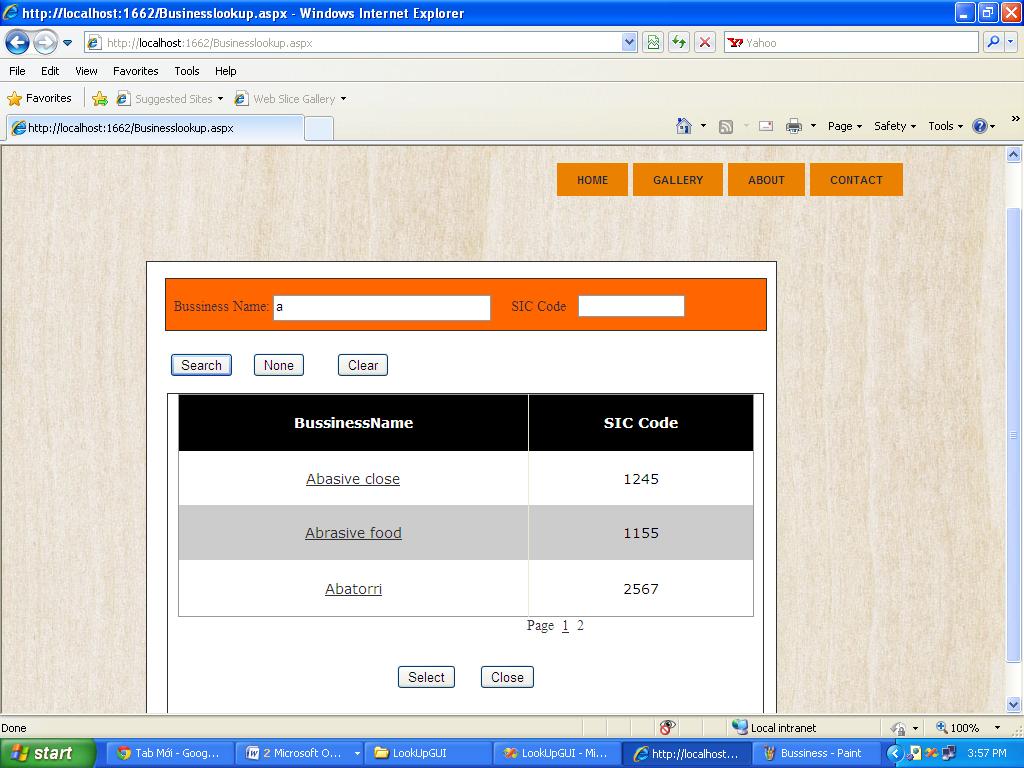 http://localhost:1662/Businesslookup.aspx - Windows Internet Explorer
http://localhost:1662/Businesslookup.aspx
Yahoo
File Edit View Favorites Tools Help
Favorites Suggested Sites Web Slice Gallery
http://localhost:1662/Businesslookup.aspx
Page Safety Tools
HOME GALLERY ABOUT CONTACT
Bussiness Name: a SIC Code
Search None Clear
BussinessName SIC Code
Abasive close 1245
Abrasive food 1155
Abatorri 2567
Page 1 2
Select Close
Done Local intranet 100%
start Tab Mới - Goog... 2 Microsoft O... LookUpGUI LookUpGUI - Mi... http://localhost... Bussiness - Paint 3:57 PM